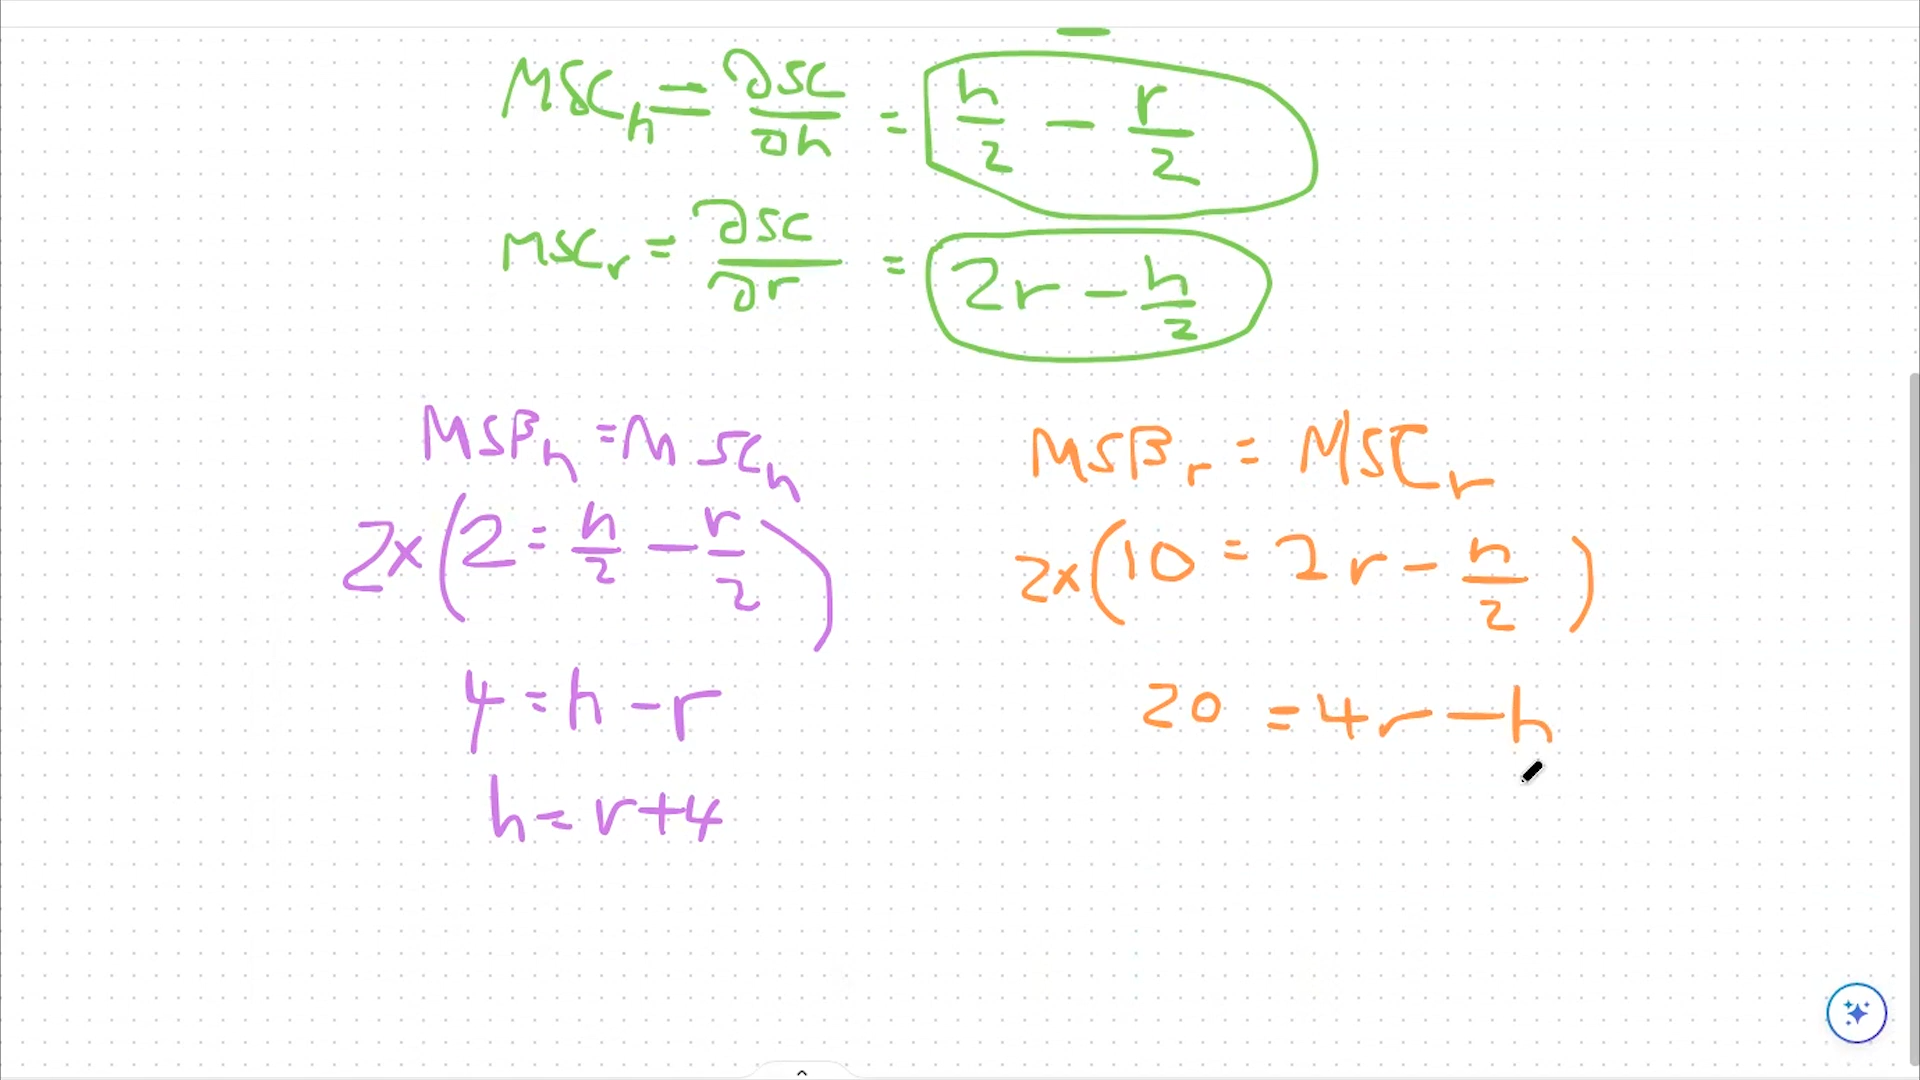 MSC_h = ∂SC/∂h = h/2 − r/2
MSC_r = ∂SC/∂r = 2r − h/2
MSB_h = MSC_h
2x(2 = h/2 − r/2)
4 = h − r
h = r + 4
MSB_r = MSC_r
2x(10 = 2r − h/2)
20 = 4r − h